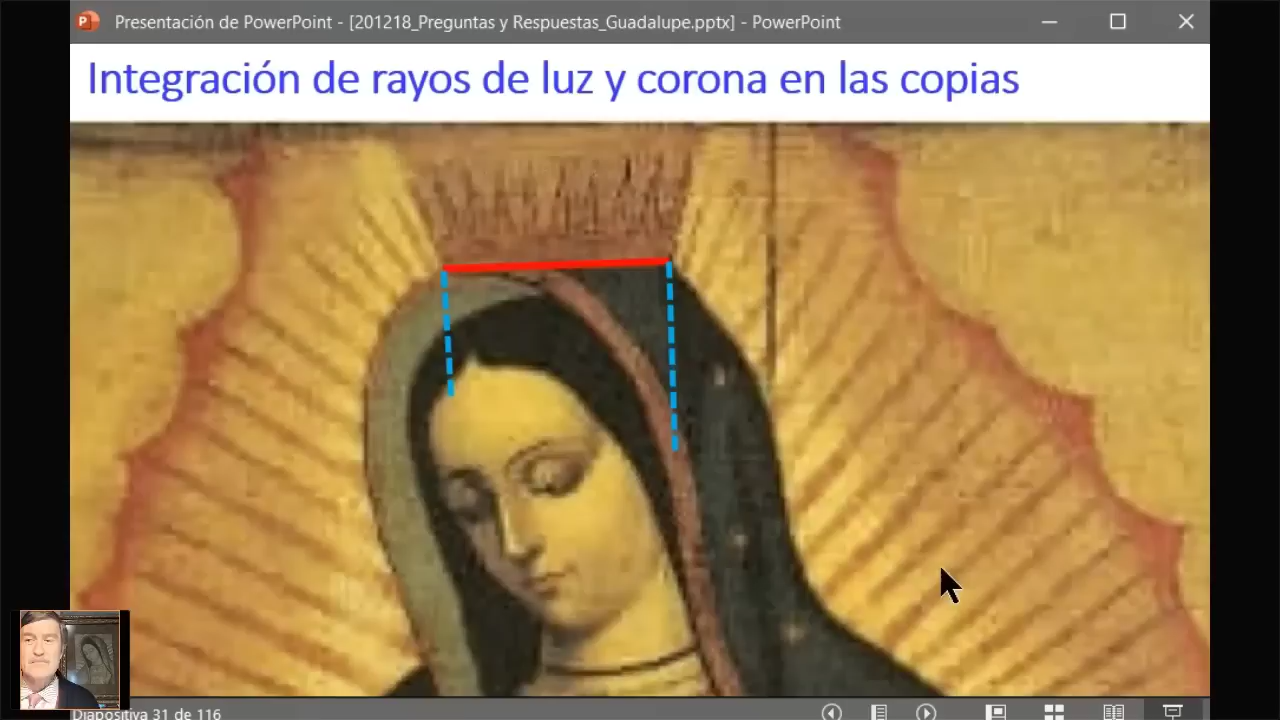 Presentación de PowerPoint - [201218_Preguntas y Respuestas_Guadalupe.pptx] - PowerPoint
Integración de rayos de luz y corona en las copias
Diapositiva 31 de 116